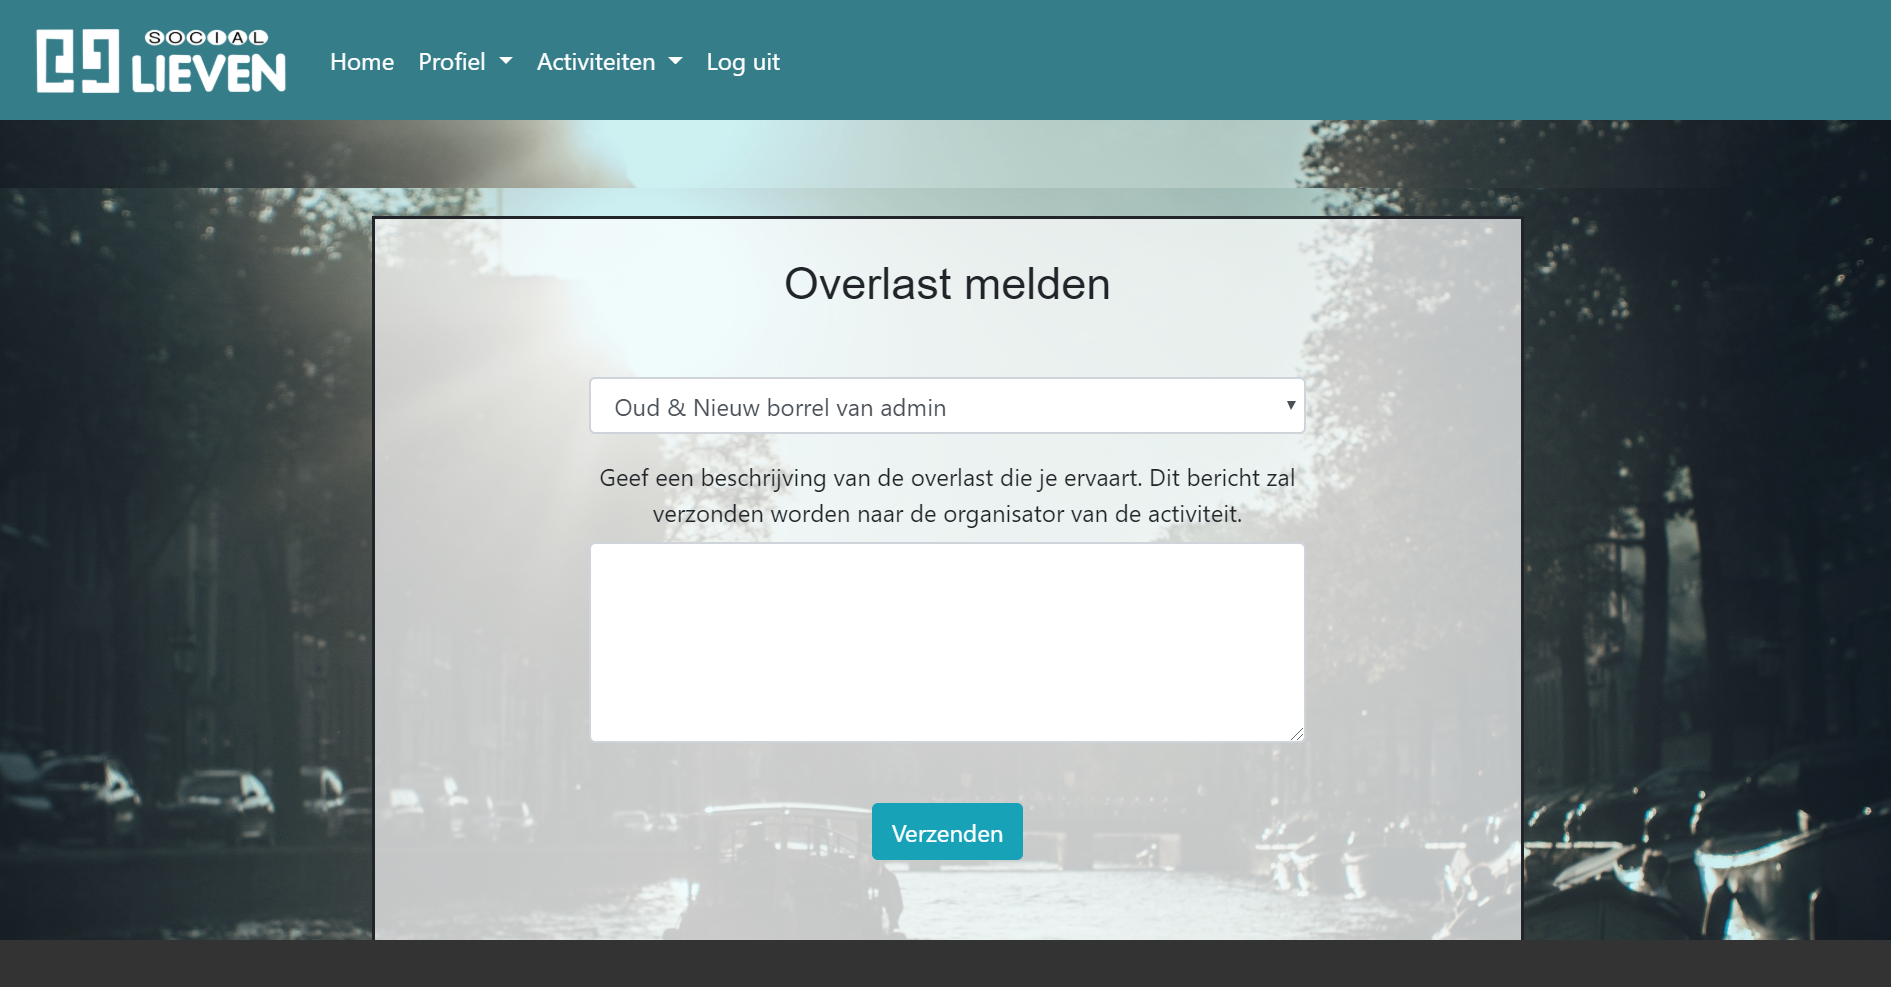 SOCIAL
LIEVEN
Home Profiel Activiteiten Log uit
Overlast melden
Oud & Nieuw borrel van admin
Geef een beschrijving van de overlast die je ervaart. Dit bericht zal
verzonden worden naar de organisator van de activiteit.
Verzenden